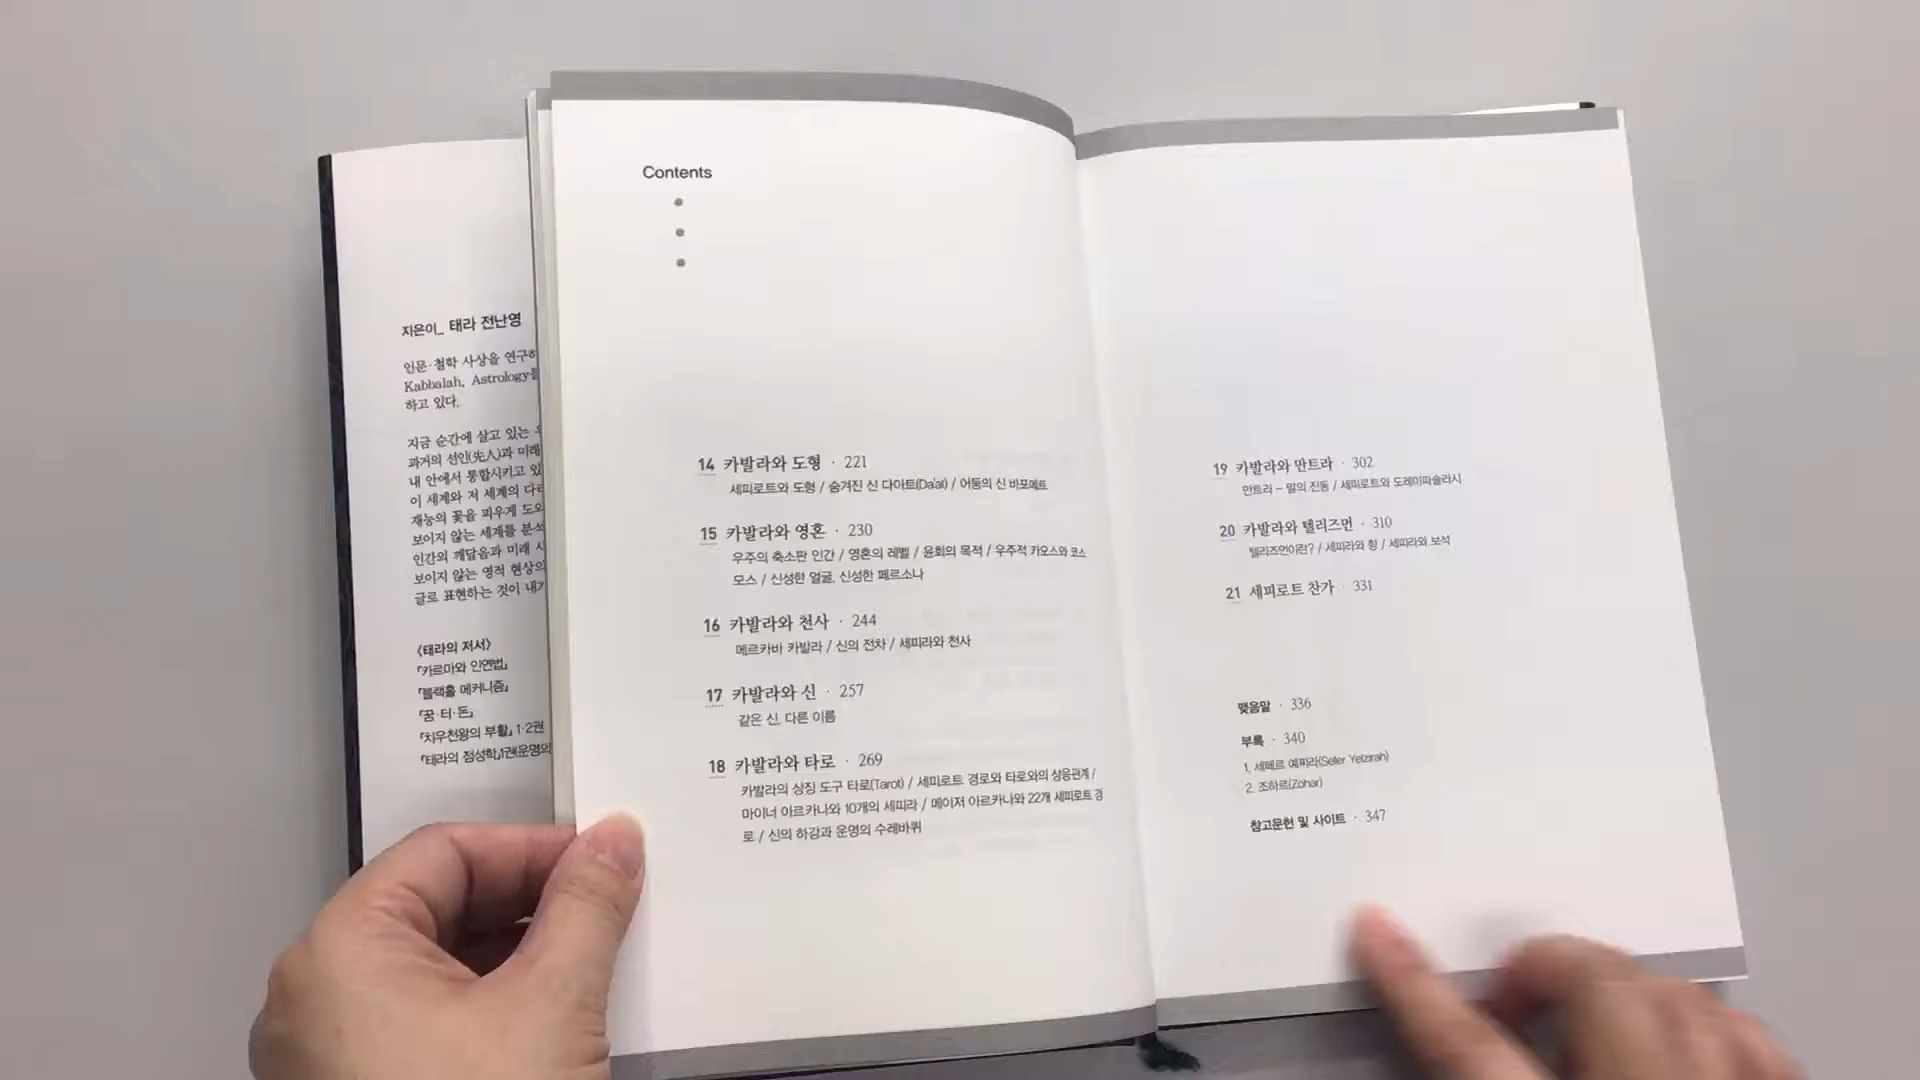 지은이_ 태라 전난영
인문·철학 사상을 연구하
Kabbalah, Astrology를
하고 있다.
지금 순간에 살고 있는
과거의 선인(先人)과 미래
내 안에서 통합시키고 있
이 세계와 저 세계의 다른
재능의 꽃을 피우게 도와
보이지 않는 세계를 분석
인간의 깨달음과 미래 시
보이지 않는 영적 현상의
글로 표현하는 것이 내가
〈태라의 저서〉
『카르마와 인연법』
『블랙홀 메커니즘』
『꿈·터·돈』
『치우천왕의 부활』 1·2권
『태라의 점성학』1권(운명의
Contents
14 카발라와 도형 · 221
세피로트와 도형 / 숨겨진 신 다아트(Da'at) / 어둠의 신 바포메트
15 카발라와 영혼 · 230
우주의 축소판 인간 / 영혼의 레벨 / 윤회의 목적 / 우주적 카오스와 코스
모스 / 신성한 얼굴, 신성한 페르소나
16 카발라와 천사 · 244
메르카바 카발라 / 신의 전차 / 세피라와 천사
17 카발라와 신 · 257
같은 신, 다른 이름
18 카발라와 타로 · 269
카발라의 상징 도구 타로(Tarot) / 세피로트 경로와 타로와의 상응관계 /
마이너 아르카나와 10개의 세피라 / 메이저 아르카나와 22개 세피로트 경
로 / 신의 하강과 운명의 수레바퀴
19 카발라와 만트라 · 302
만트라 – 말의 진동 / 세피로트와 도레미파솔라시
20 카발라와 탤리즈먼 · 310
탤리즈먼이란? / 세피라와 향 / 세피라와 보석
21 세피로트 찬가 · 331
맺음말 · 336
부록 · 340
1. 세페르 예찌라(Sefer Yetzirah)
2. 조하르(Zohar)
참고문헌 및 사이트 · 347